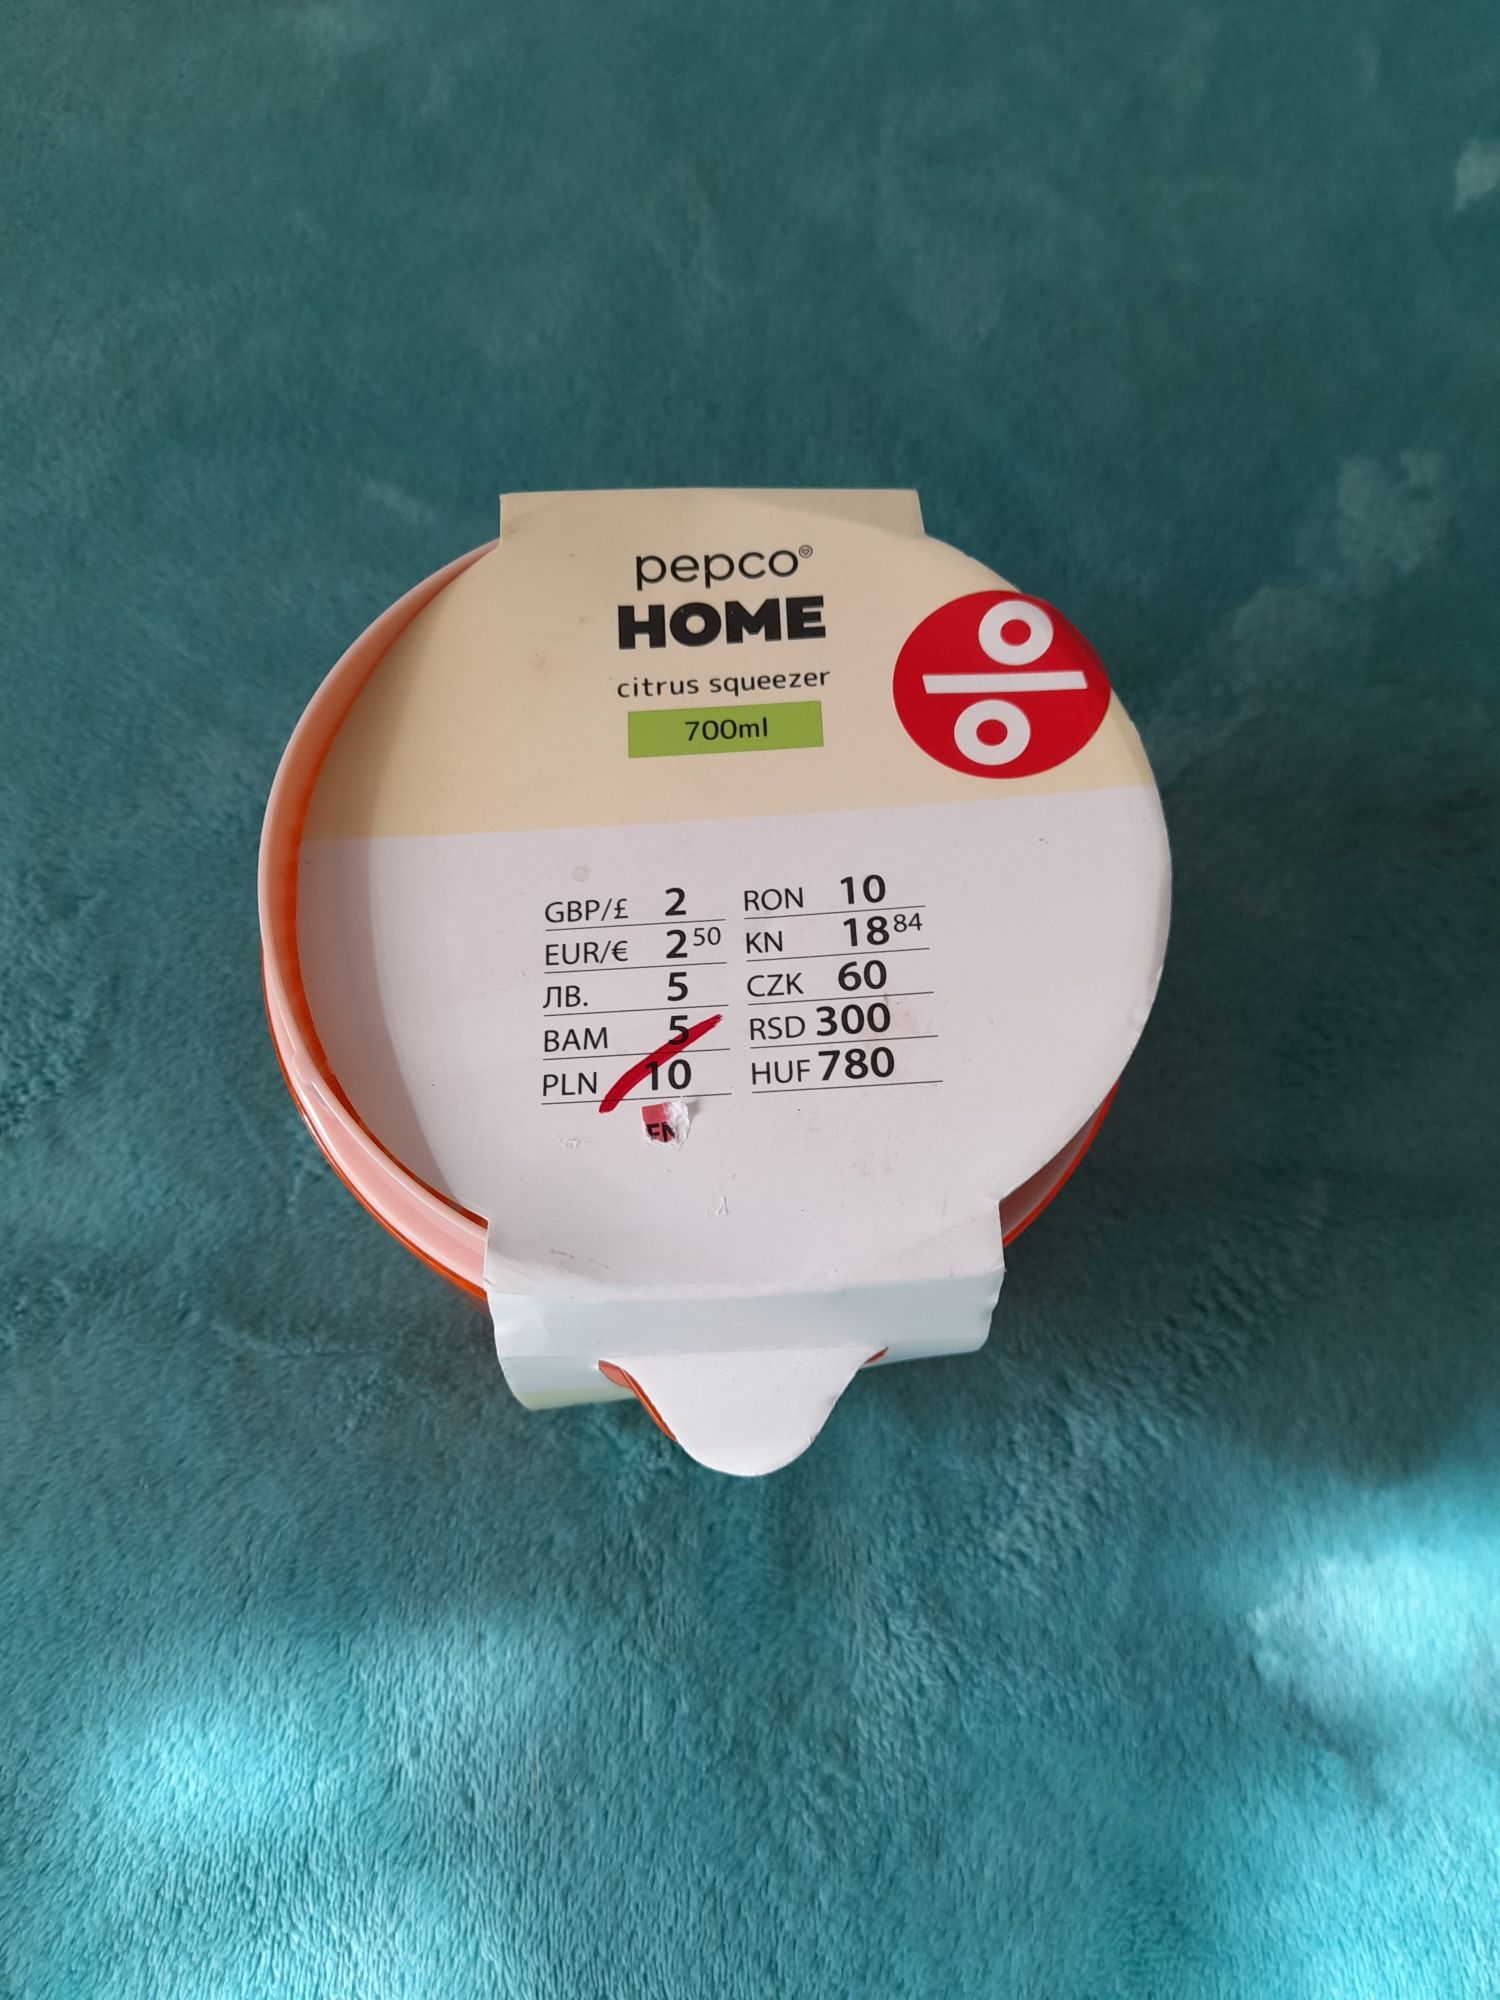 pepco®
HOME
citrus squeezer
700ml
%
GBP/£ 2
EUR/€ 2 50
ЛВ. 5
BAM 5
PLN 10
RON 10
KN 18 84
CZK 60
RSD 300
HUF 780